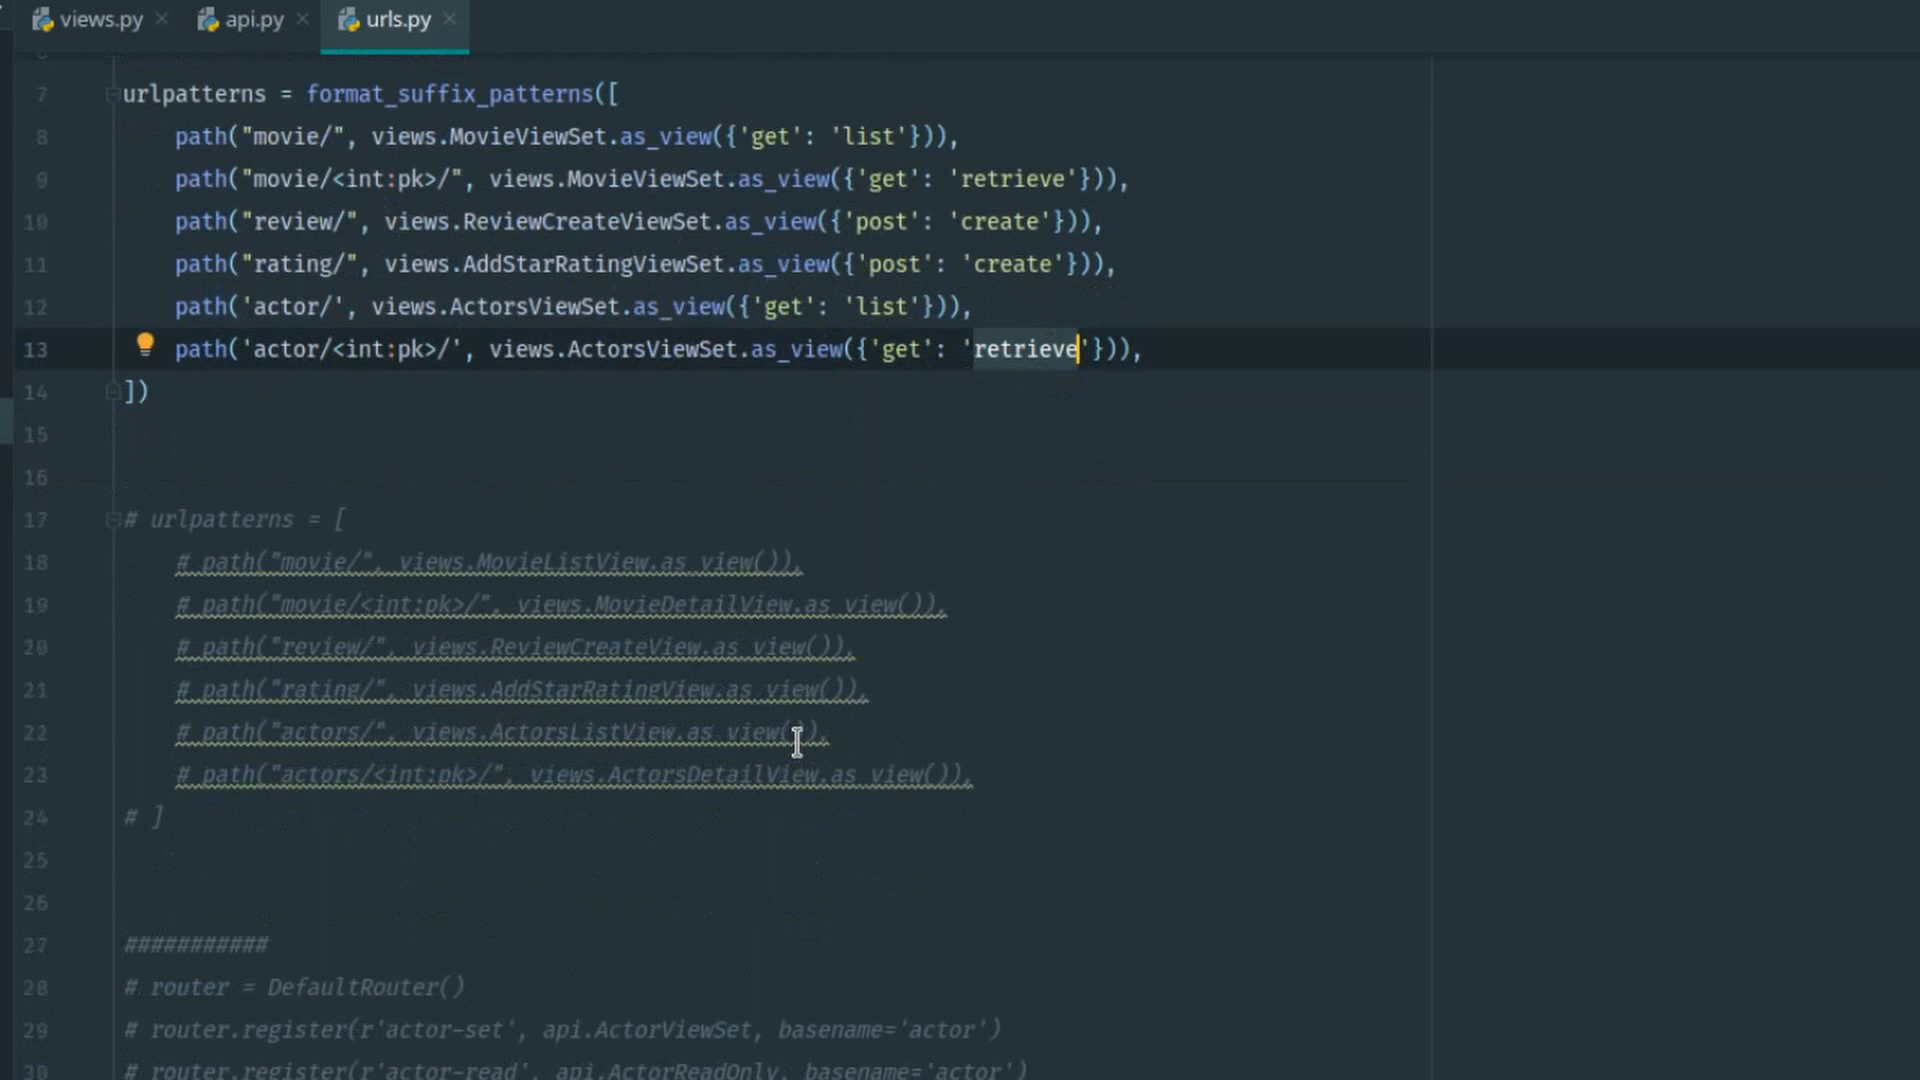 views.py × api.py × urls.py ×
7 urlpatterns = format_suffix_patterns([
8 path("movie/", views.MovieViewSet.as_view({'get': 'list'})),
9 path("movie/<int:pk>/", views.MovieViewSet.as_view({'get': 'retrieve'})),
10 path("review/", views.ReviewCreateViewSet.as_view({'post': 'create'})),
11 path("rating/", views.AddStarRatingViewSet.as_view({'post': 'create'})),
12 path('actor/', views.ActorsViewSet.as_view({'get': 'list'})),
13 path('actor/<int:pk>/', views.ActorsViewSet.as_view({'get': 'retrieve'})),
14 ])
15
16
17 # urlpatterns = [
18 # path("movie/", views.MovieListView.as_view()),
19 # path("movie/<int:pk>/", views.MovieDetailView.as_view()),
20 # path("review/", views.ReviewCreateView.as_view()),
21 # path("rating/", views.AddStarRatingView.as_view()),
22 # path("actors/", views.ActorsListView.as_view()),
23 # path("actors/<int:pk>/", views.ActorsDetailView.as_view()),
24 # ]
25
26
27 ###########
28 # router = DefaultRouter()
29 # router.register(r'actor-set', api.ActorViewSet, basename='actor')
30 # router.register(r'actor-read', api.ActorReadOnly, basename='actor')